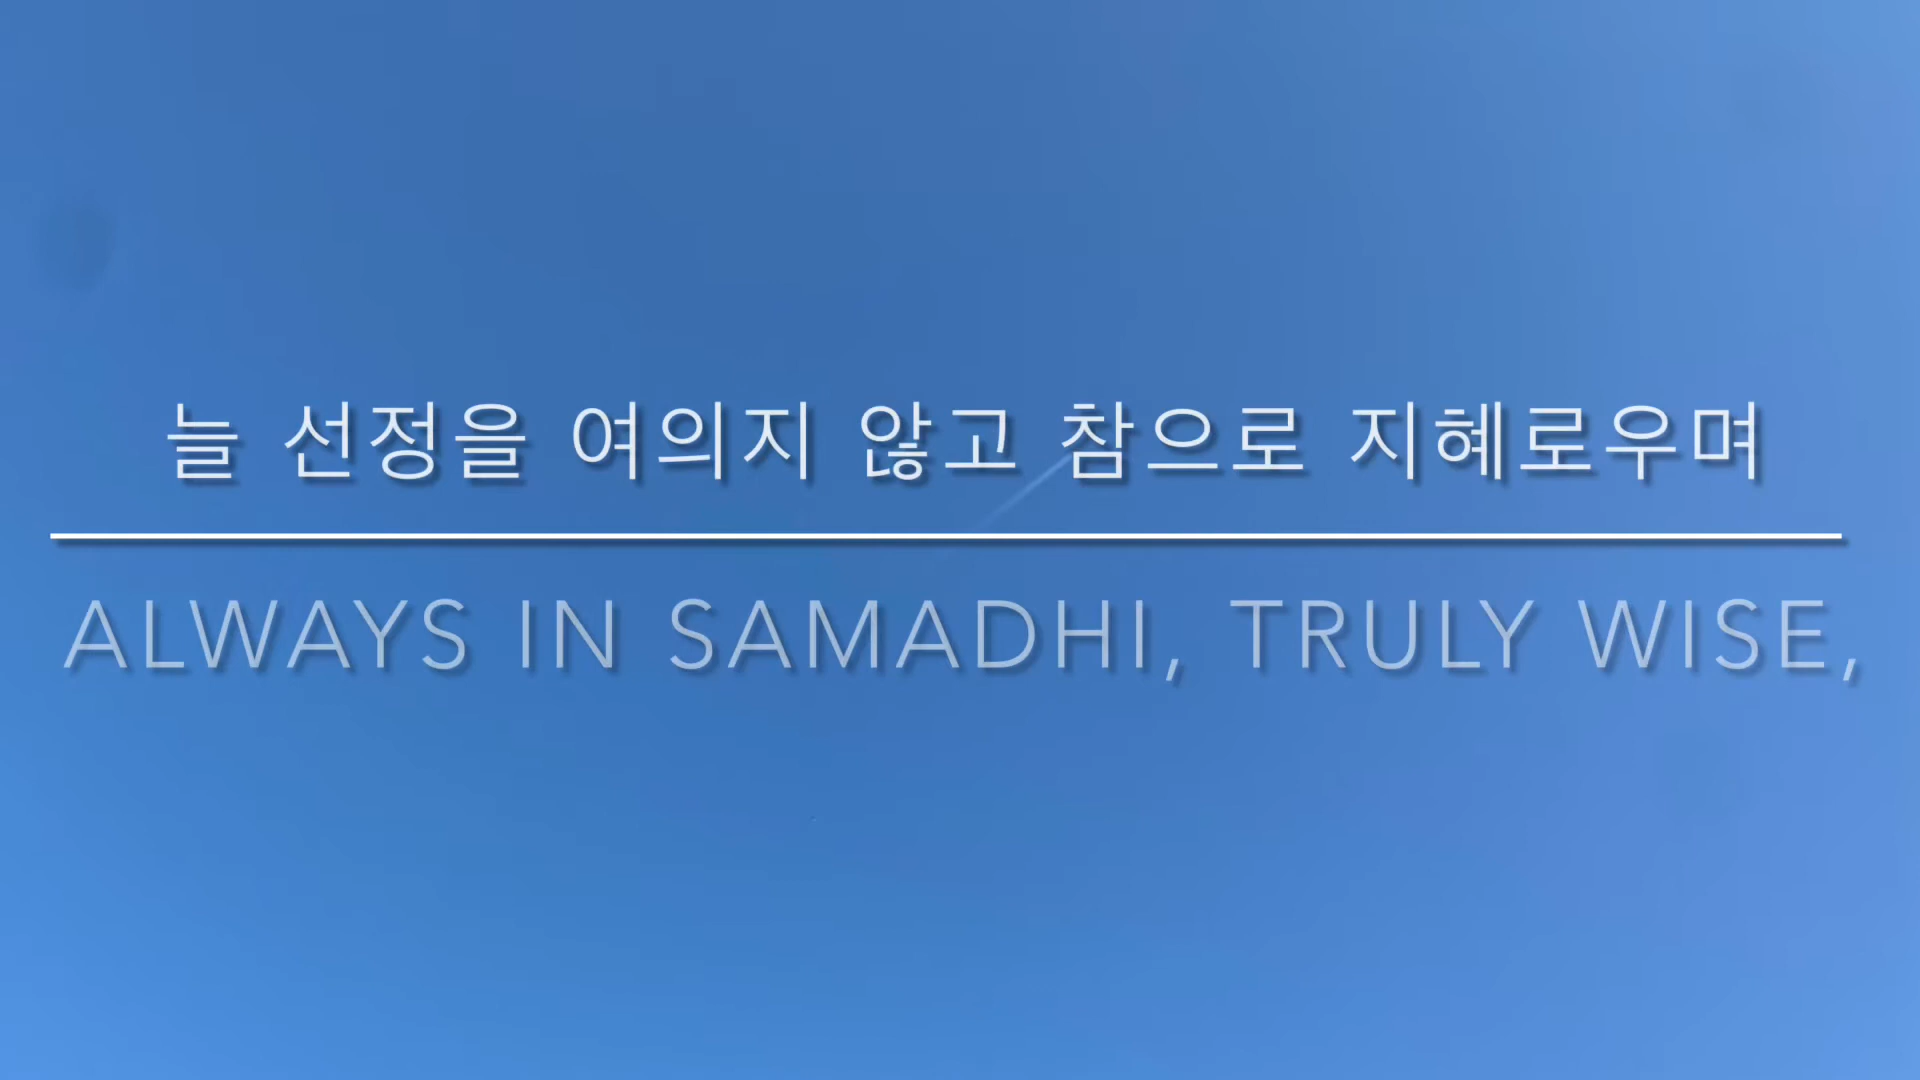 늘 선정을 여의지 않고 참으로 지혜로우며
ALWAYS IN SAMADHI, TRULY WISE,